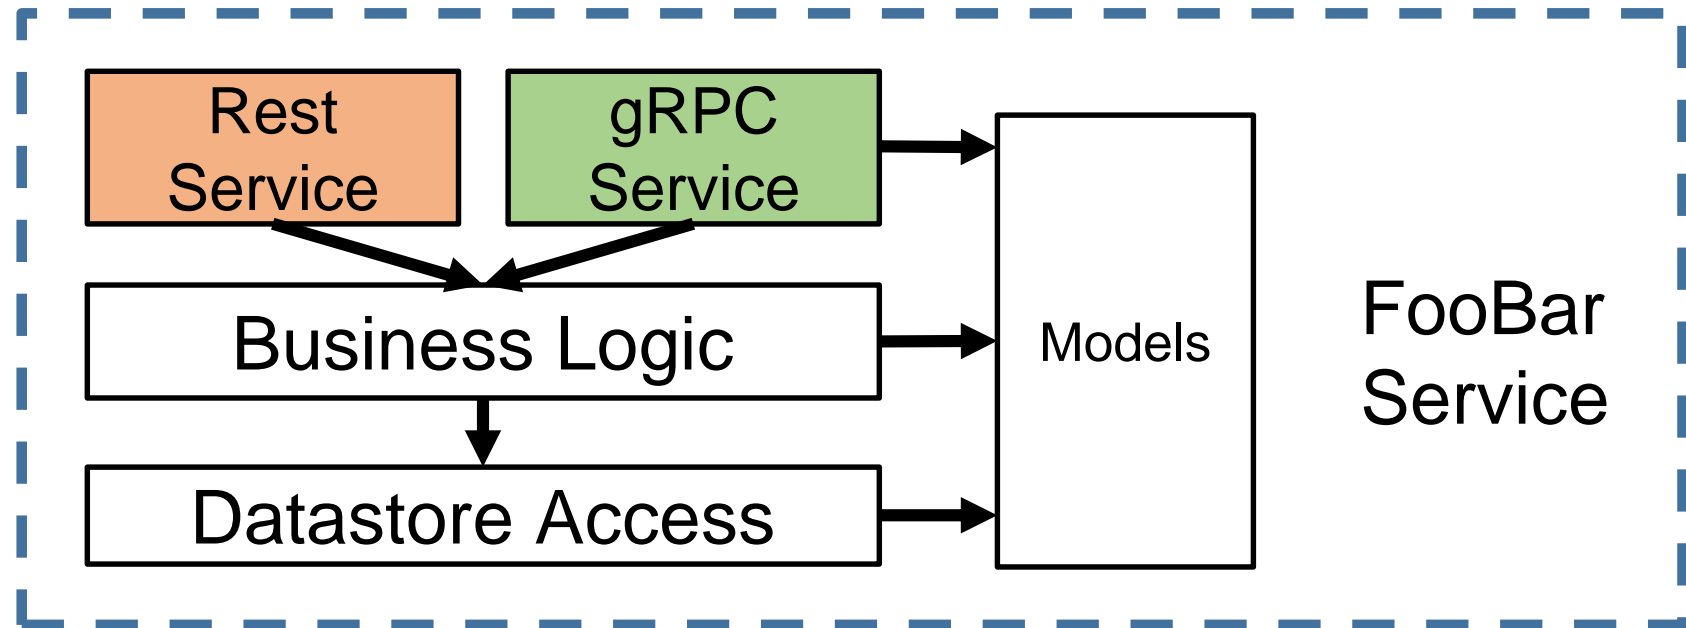 Rest
Service
gRPC
Service
Business Logic
Datastore Access
Models
FooBar
Service